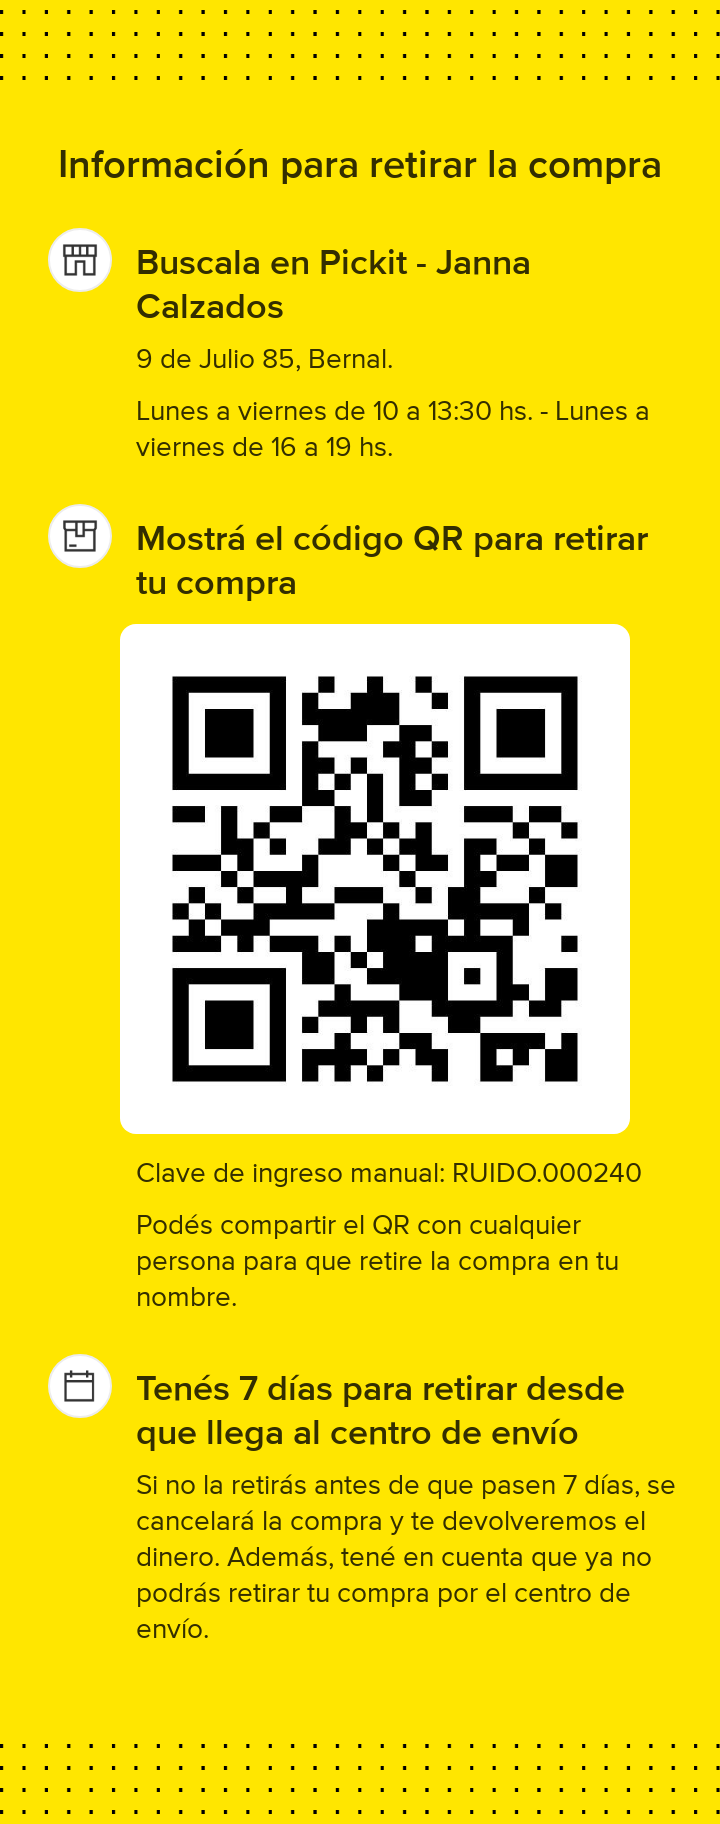 Información para retirar la compra
Buscala en Pickit - Janna
Calzados
9 de Julio 85, Bernal.
Lunes a viernes de 10 a 13:30 hs. - Lunes a
viernes de 16 a 19 hs.
Mostrá el código QR para retirar
tu compra
Clave de ingreso manual: RUIDO.000240
Podés compartir el QR con cualquier
persona para que retire la compra en tu
nombre.
Tenés 7 días para retirar desde
que llega al centro de envío
Si no la retirás antes de que pasen 7 días, se
cancelará la compra y te devolveremos el
dinero. Además, tené en cuenta que ya no
podrás retirar tu compra por el centro de
envío.